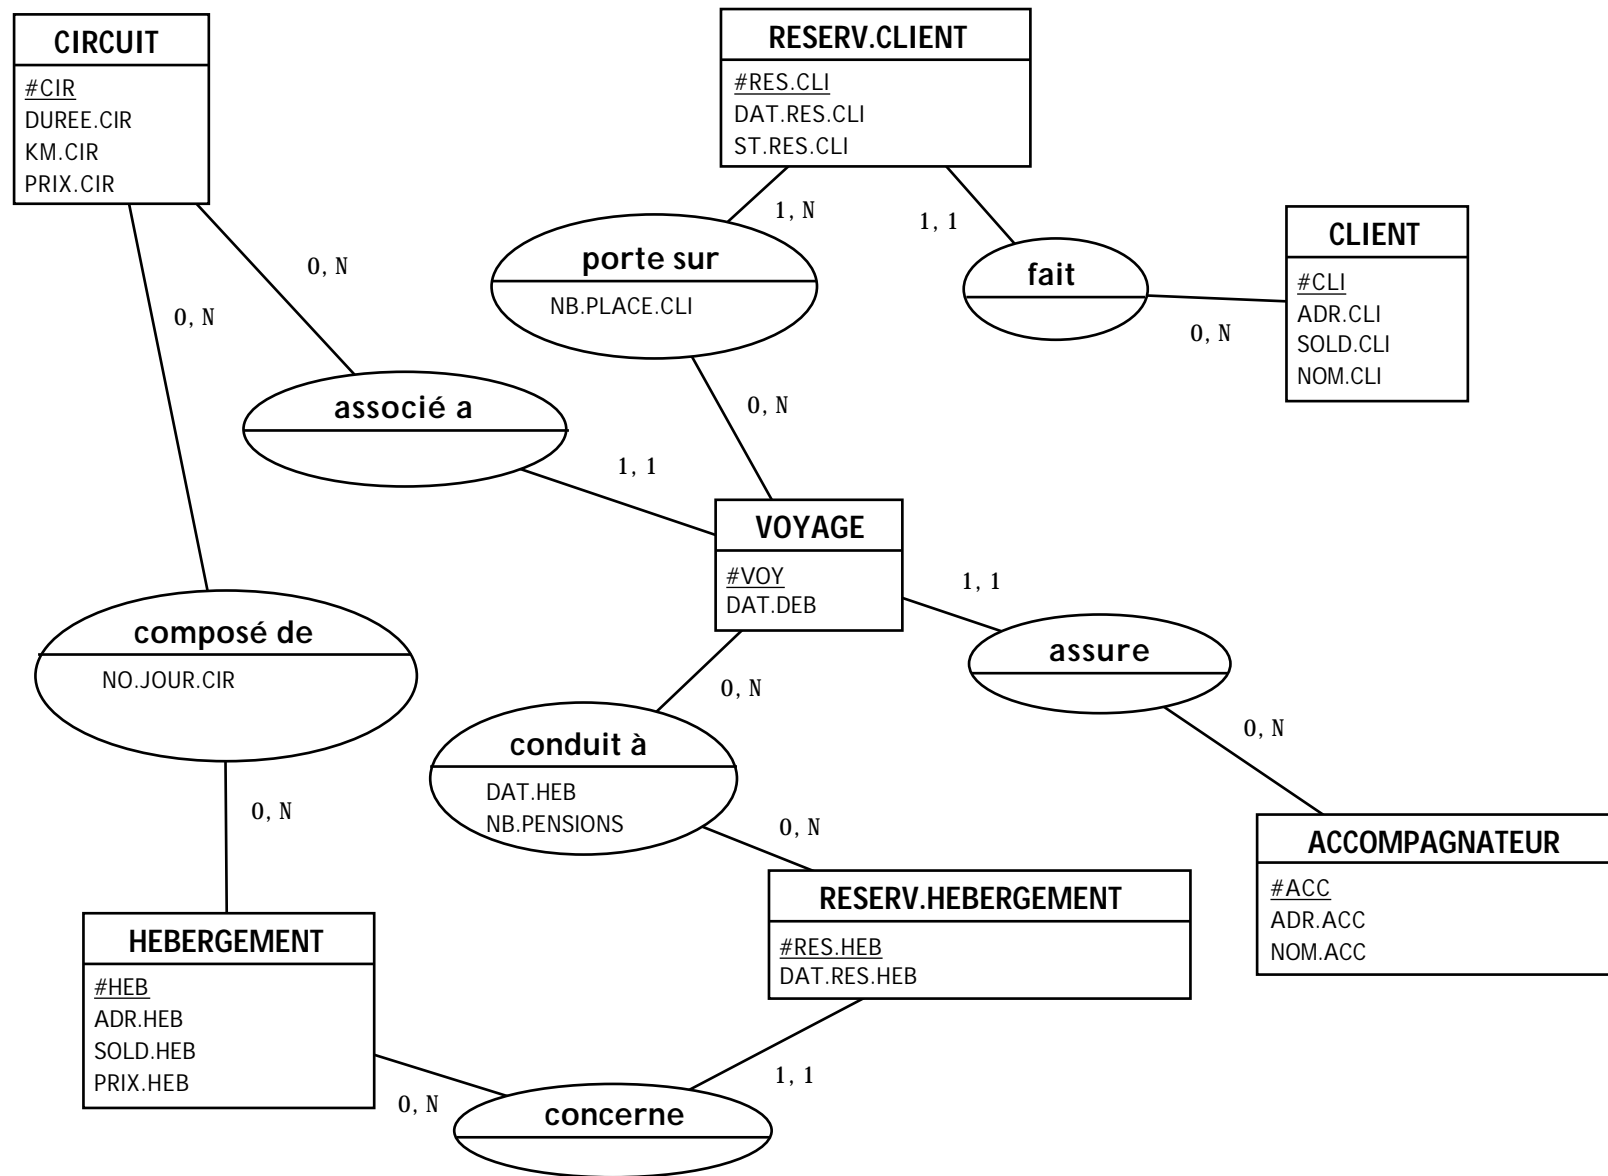 CIRCUIT
#CIR
DUREE.CIR
KM.CIR
PRIX.CIR
RESERV.CLIENT
#RES.CLI
DAT.RES.CLI
ST.RES.CLI
1, N
1, 1
CLIENT
#CLI
ADR.CLI
SOLD.CLI
NOM.CLI
porte sur
NB.PLACE.CLI
fait
0, N
0, N
0, N
associé a
0, N
1, 1
VOYAGE
#VOY
DAT.DEB
1, 1
composé de
NO.JOUR.CIR
assure
0, N
0, N
conduit à
DAT.HEB
NB.PENSIONS
0, N
0, N
ACCOMPAGNATEUR
#ACC
ADR.ACC
NOM.ACC
RESERV.HEBERGEMENT
#RES.HEB
DAT.RES.HEB
HEBERGEMENT
#HEB
ADR.HEB
SOLD.HEB
PRIX.HEB
1, 1
0, N
concerne